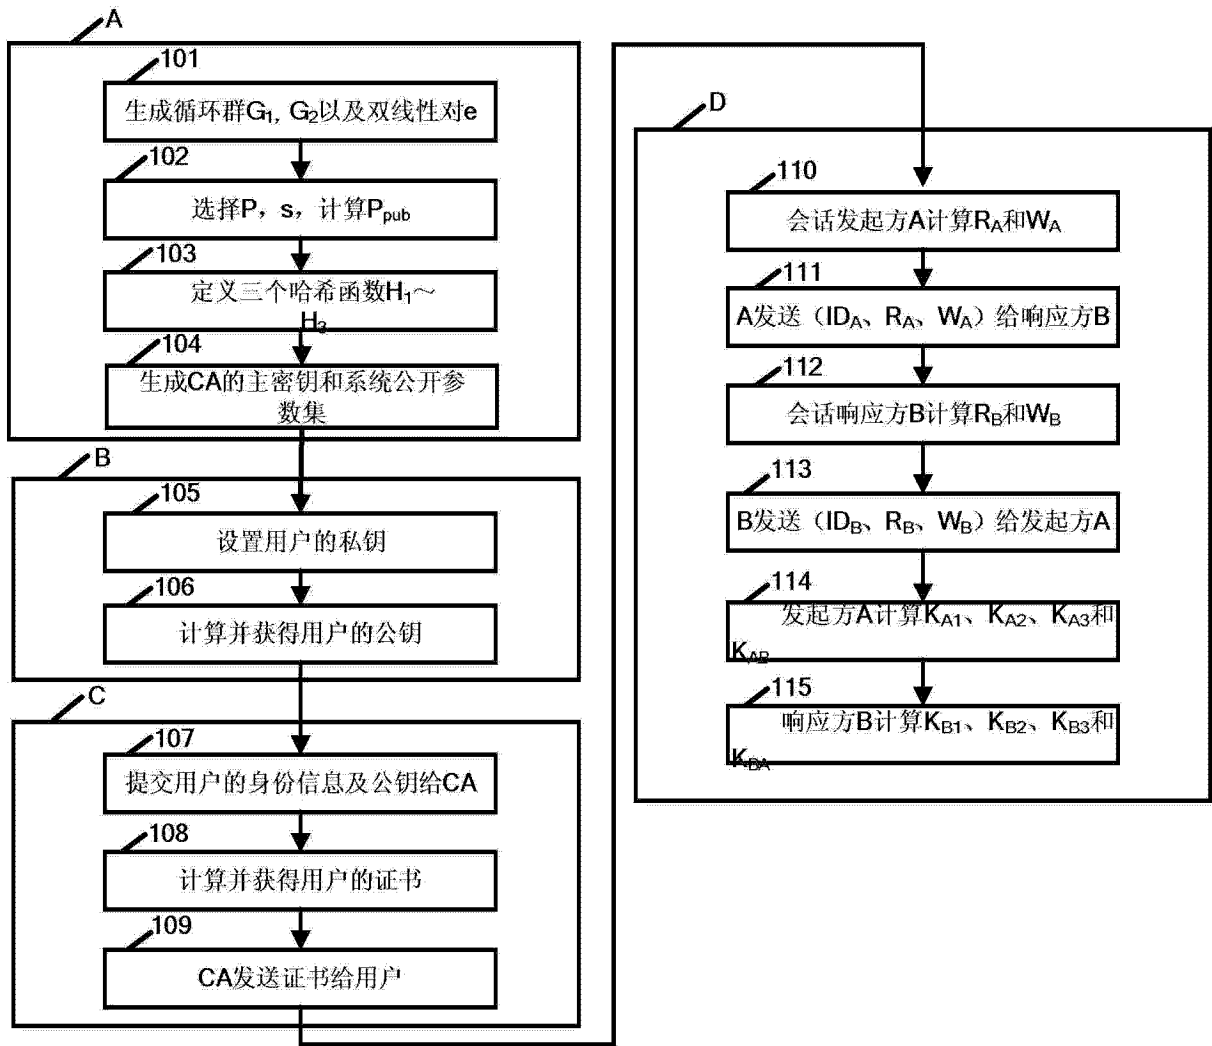 A
101
生成循环群G₁, G₂以及双线性对e
102
选择P，s，计算Ppub
103
定义三个哈希函数H₁～
H₃
104
生成CA的主密钥和系统公开参
数集
B
105
设置用户的私钥
106
计算并获得用户的公钥
C
107
提交用户的身份信息及公钥给CA
108
计算并获得用户的证书
109
CA发送证书给用户
D
110
会话发起方A计算RA和WA
111
A发送（IDA、RA、WA）给响应方B
112
会话响应方B计算RB和WB
113
B发送（IDB、RB、WB）给发起方A
114
发起方A计算KA1、KA2、KA3和
KAB
115
响应方B计算KB1、KB2、KB3和
KBA